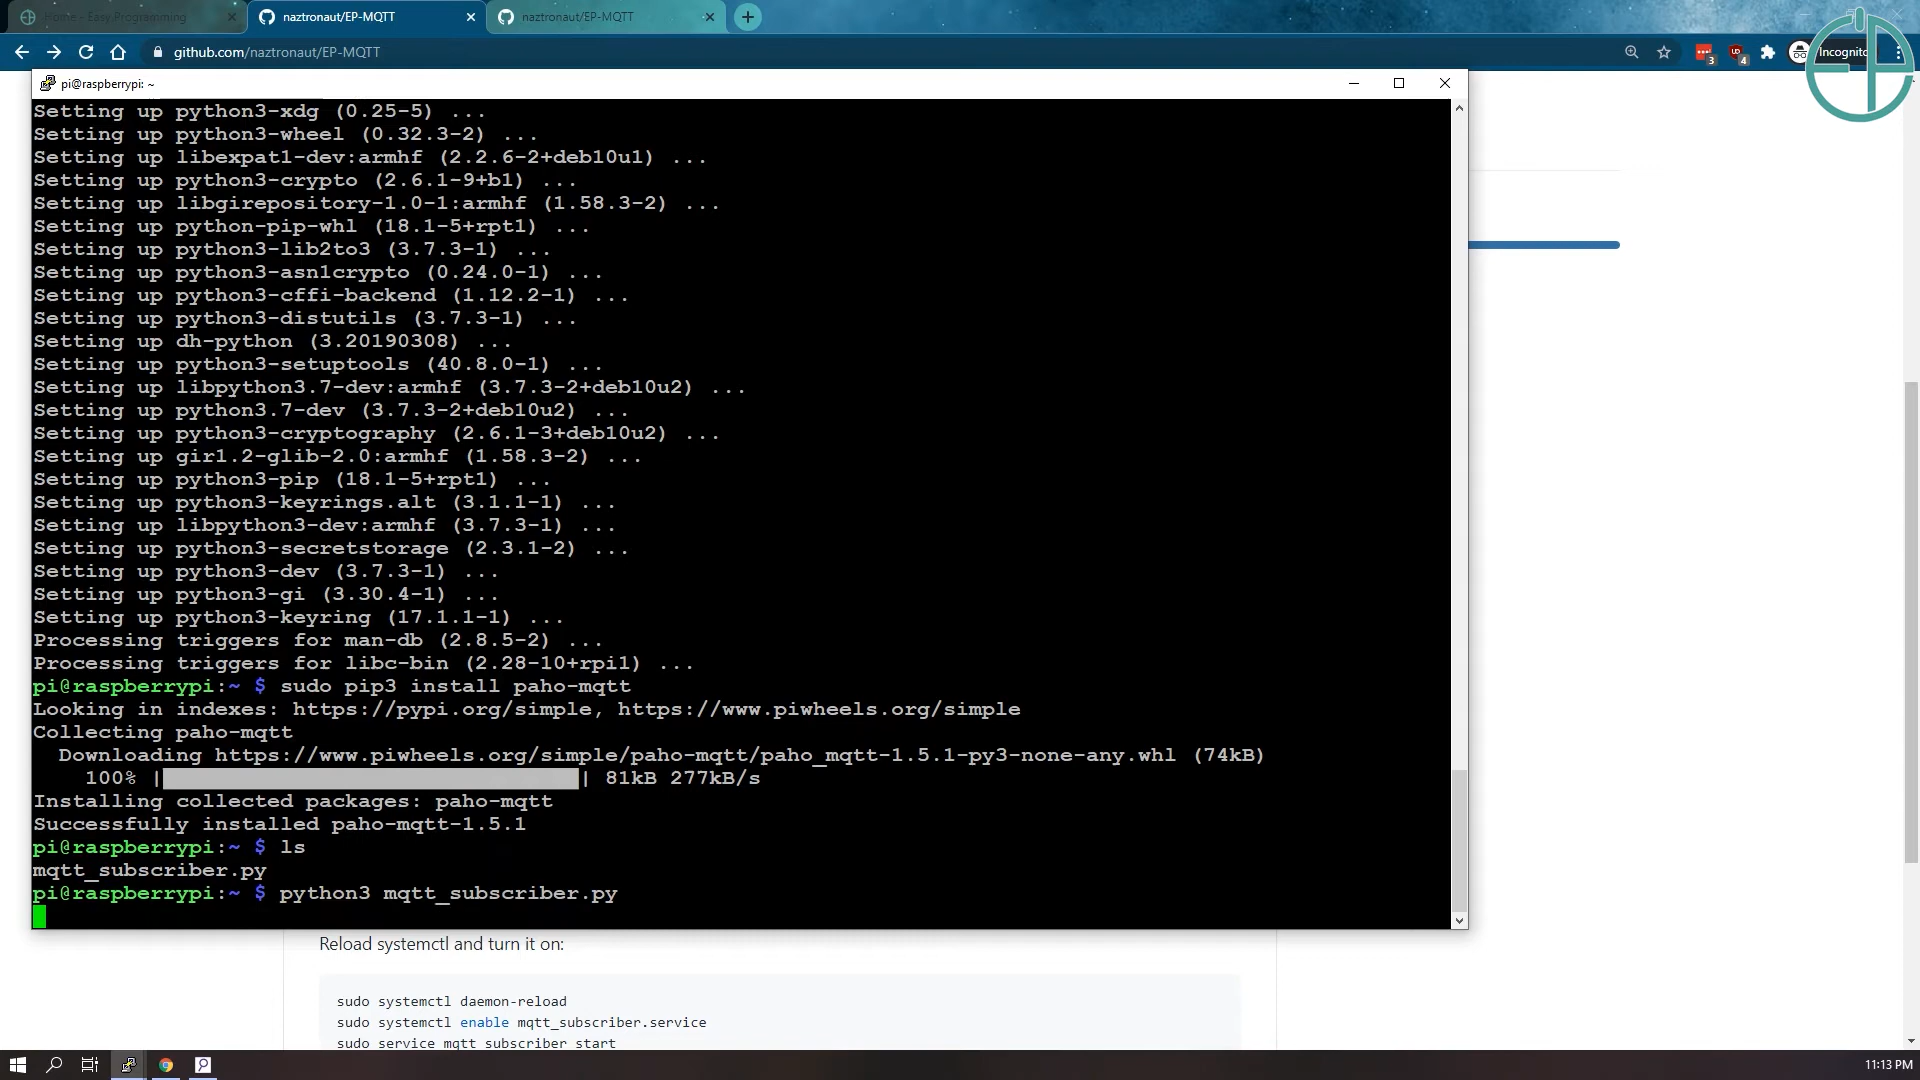 Home - Easy Programming
naztronaut/EP-MQTT
naztronaut/EP-MQTT
github.com/naztronaut/EP-MQTT
3
4
Incognito
EP
pi@raspberrypi: ~
Setting up python3-xdg (0.25-5) ...
Setting up python3-wheel (0.32.3-2) ...
Setting up libexpat1-dev:armhf (2.2.6-2+deb10u1) ...
Setting up python3-crypto (2.6.1-9+b1) ...
Setting up libgirepository-1.0-1:armhf (1.58.3-2) ...
Setting up python-pip-whl (18.1-5+rpt1) ...
Setting up python3-lib2to3 (3.7.3-1) ...
Setting up python3-asn1crypto (0.24.0-1) ...
Setting up python3-cffi-backend (1.12.2-1) ...
Setting up python3-distutils (3.7.3-1) ...
Setting up dh-python (3.20190308) ...
Setting up python3-setuptools (40.8.0-1) ...
Setting up libpython3.7-dev:armhf (3.7.3-2+deb10u2) ...
Setting up python3.7-dev (3.7.3-2+deb10u2) ...
Setting up python3-cryptography (2.6.1-3+deb10u2) ...
Setting up gir1.2-glib-2.0:armhf (1.58.3-2) ...
Setting up python3-pip (18.1-5+rpt1) ...
Setting up python3-keyrings.alt (3.1.1-1) ...
Setting up libpython3-dev:armhf (3.7.3-1) ...
Setting up python3-secretstorage (2.3.1-2) ...
Setting up python3-dev (3.7.3-1) ...
Setting up python3-gi (3.30.4-1) ...
Setting up python3-keyring (17.1.1-1) ...
Processing triggers for man-db (2.8.5-2) ...
Processing triggers for libc-bin (2.28-10+rpi1) ...
pi@raspberrypi:~ $ sudo pip3 install paho-mqtt
Looking in indexes: https://pypi.org/simple, https://www.piwheels.org/simple
Collecting paho-mqtt
Downloading https://www.piwheels.org/simple/paho-mqtt/paho_mqtt-1.5.1-py3-none-any.whl (74kB)
100% |████████████████████████████████| 81kB 277kB/s
Installing collected packages: paho-mqtt
Successfully installed paho-mqtt-1.5.1
pi@raspberrypi:~ $ ls
mqtt_subscriber.py
pi@raspberrypi:~ $ python3 mqtt_subscriber.py
Reload systemctl and turn it on:
sudo systemctl daemon-reload
sudo systemctl enable mqtt_subscriber.service
sudo service mqtt_subscriber start
11:13 PM